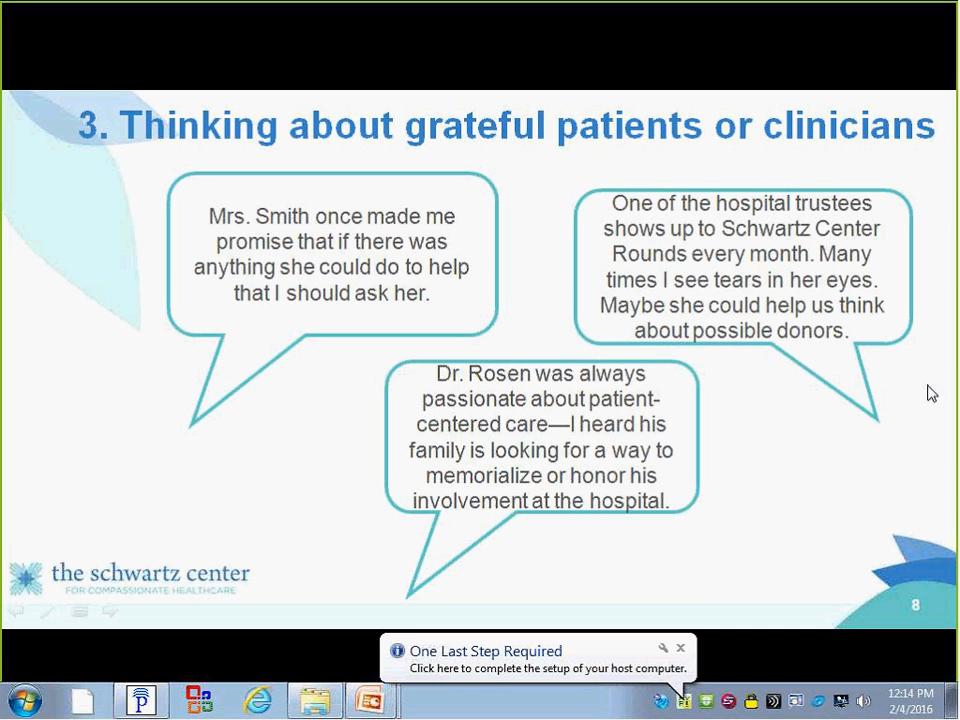 3. Thinking about grateful patients or clinicians
Mrs. Smith once made me
promise that if there was
anything she could do to help
that I should ask her.
One of the hospital trustees
shows up to Schwartz Center
Rounds every month. Many
times I see tears in her eyes.
Maybe she could help us think
about possible donors.
Dr. Rosen was always
passionate about patient-
centered care—I heard his
family is looking for a way to
memorialize or honor his
involvement at the hospital.
the schwartz center
FOR COMPASSIONATE HEALTHCARE
8
One Last Step Required
Click here to complete the setup of your host computer.
12:14 PM
2/4/2016